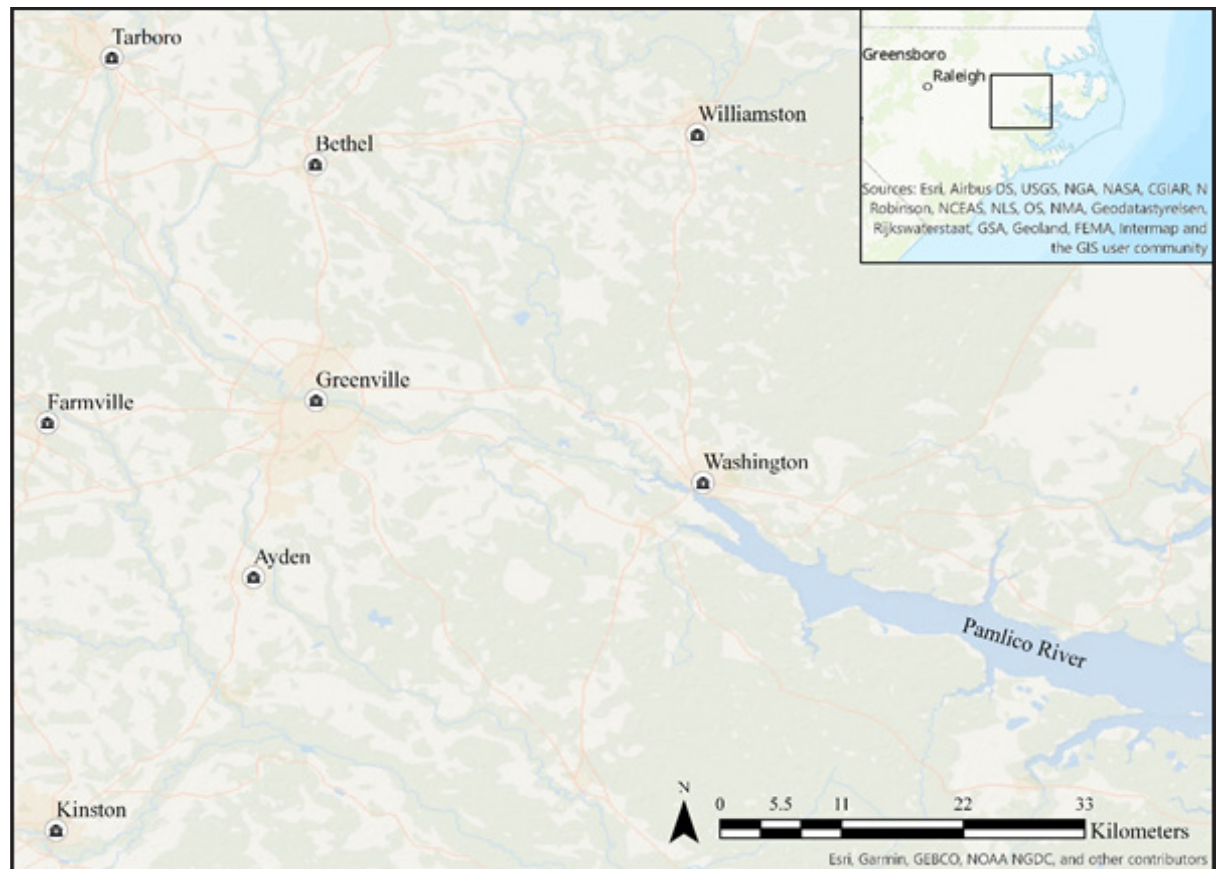 Tarboro
Greensboro
Raleigh
Williamston
Bethel
Sources: Esri, Airbus DS, USGS, NGA, NASA, CGIAR, N
Robinson, NCEAS, NLS, OS, NMA, Geodatastyrelsen,
Rijkswaterstaat, GSA, Geoland, FEMA, Intermap and
the GIS user community
Greenville
Farmville
Washington
Ayden
Pamlico River
Kinston
N
0 5.5 11 22 33
Kilometers
Esri, Garmin, GEBCO, NOAA NGDC, and other contributors